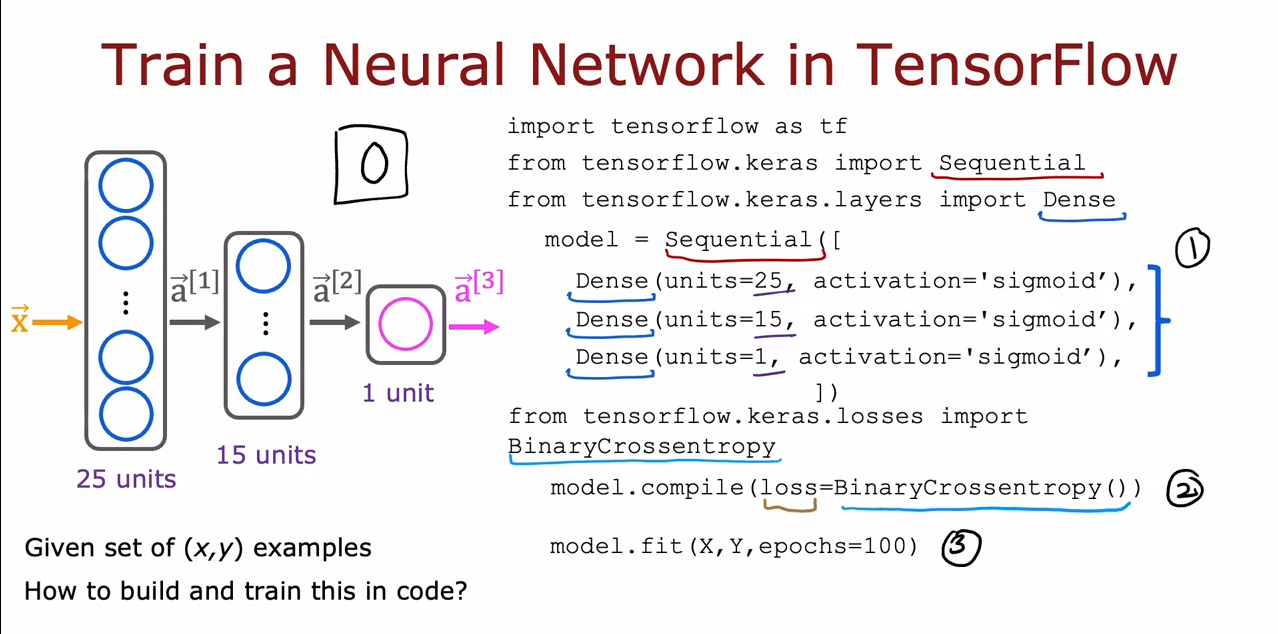 Train a Neural Network in TensorFlow
0
x⃗
a⃗[1]
a⃗[2]
a⃗[3]
25 units
15 units
1 unit
Given set of (x,y) examples
How to build and train this in code?
import tensorflow as tf
from tensorflow.keras import Sequential
from tensorflow.keras.layers import Dense
model = Sequential([
Dense(units=25, activation='sigmoid’),
Dense(units=15, activation='sigmoid’),
Dense(units=1, activation='sigmoid’),
])
①
from tensorflow.keras.losses import
BinaryCrossentropy
model.compile(loss=BinaryCrossentropy()) ②
model.fit(X,Y,epochs=100) ③